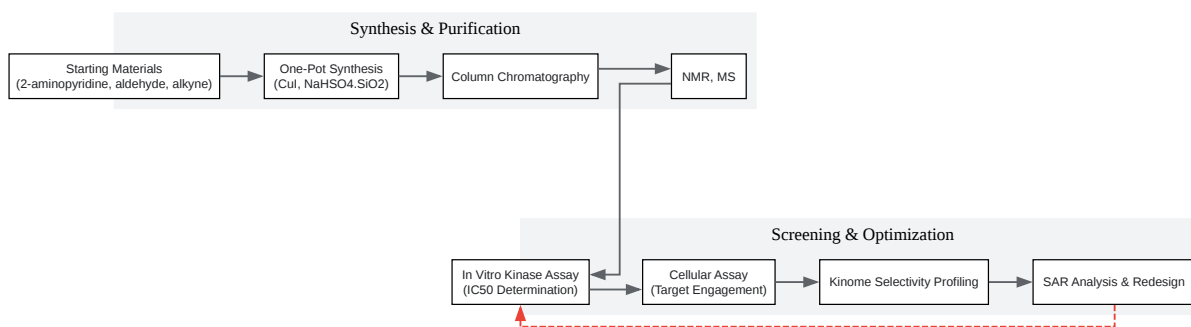 Synthesis & Purification
Starting Materials
(2-aminopyridine, aldehyde, alkyne)
One-Pot Synthesis
(CuI, NaHSO4.SiO2)
Column Chromatography
NMR, MS
Screening & Optimization
In Vitro Kinase Assay
(IC50 Determination)
Cellular Assay
(Target Engagement)
Kinome Selectivity Profiling
SAR Analysis & Redesign